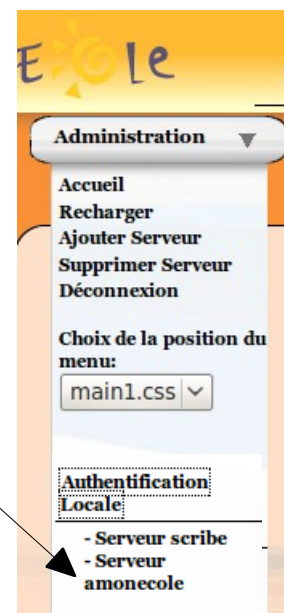 EOle
Administration
Accueil
Recharger
Ajouter Serveur
Supprimer Serveur
Déconnexion
Choix de la position du
menu:
main1.css
Authentification
Locale
- Serveur scribe
- Serveur
amonecole